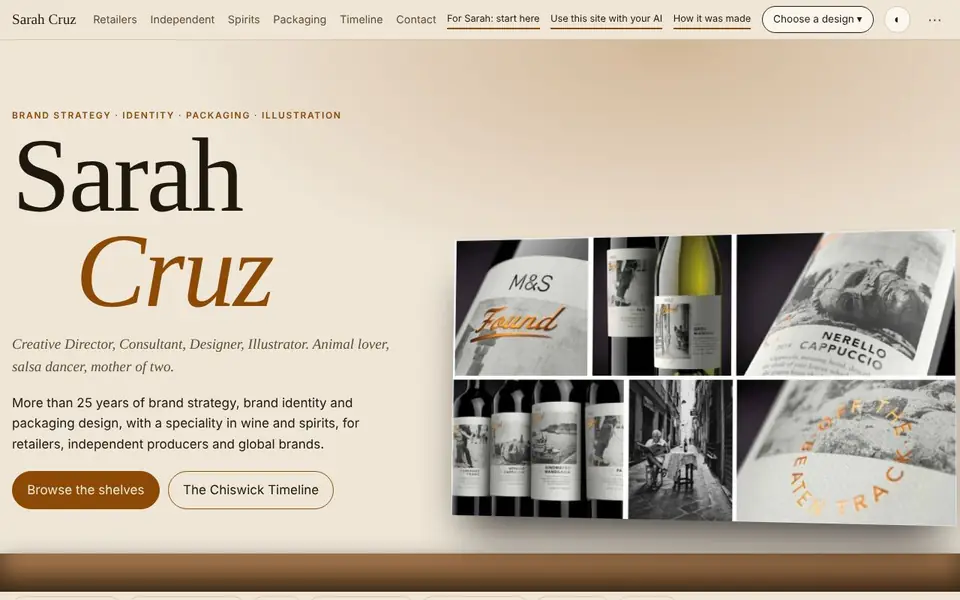 Sarah Cruz Retailers Independent Spirits Packaging Timeline Contact For Sarah: start here Use this site with your AI How it was made Choose a design ▾ ⋯
BRAND STRATEGY · IDENTITY · PACKAGING · ILLUSTRATION
Sarah
Cruz
Creative Director, Consultant, Designer, Illustrator. Animal lover,
salsa dancer, mother of two.
More than 25 years of brand strategy, brand identity and
packaging design, with a speciality in wine and spirits, for
retailers, independent producers and global brands.
Browse the shelves The Chiswick Timeline
M&S
Found
NERELLO
CAPPUCCIO
TRACK